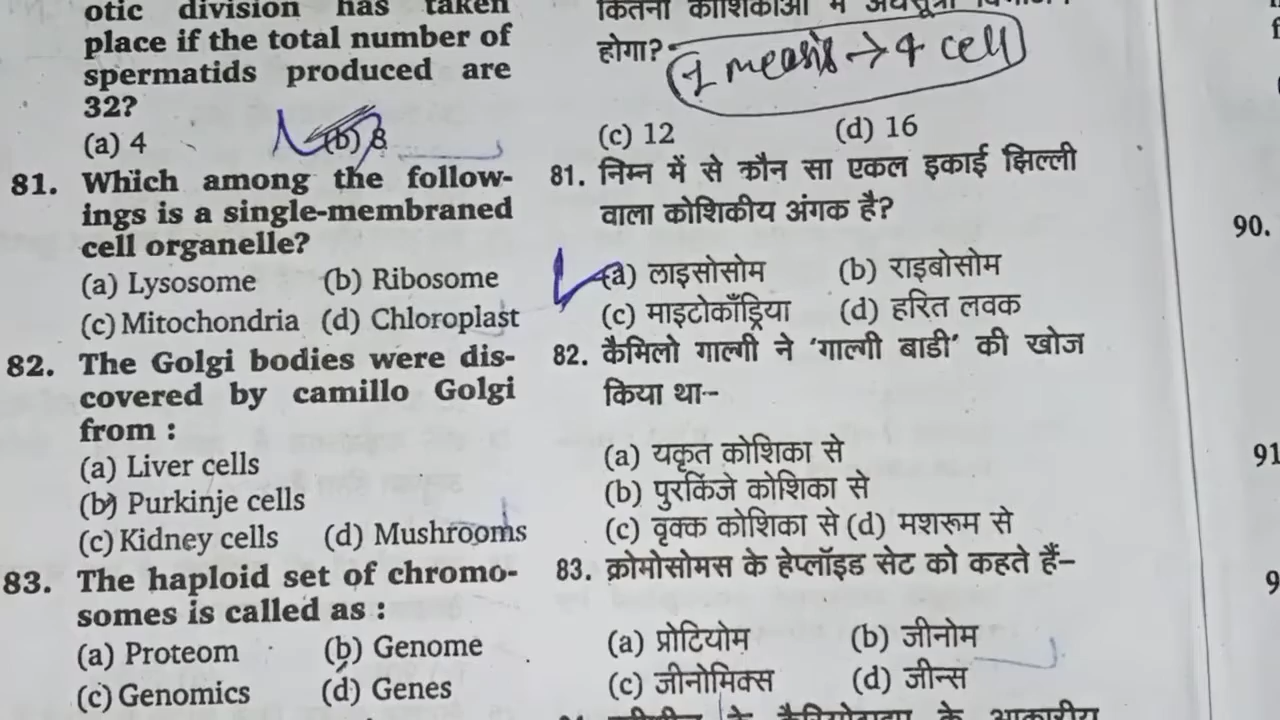 otic division has taken
place if the total number of
spermatids produced are
32?
(a) 4 (b) 8
81. Which among the follow-
ings is a single-membraned
cell organelle?
(a) Lysosome (b) Ribosome
(c) Mitochondria (d) Chloroplast
82. The Golgi bodies were dis-
covered by camillo Golgi
from :
(a) Liver cells
(b) Purkinje cells
(c) Kidney cells (d) Mushrooms
83. The haploid set of chromo-
somes is called as :
(a) Proteom (b) Genome
(c) Genomics (d) Genes
कितनी कोशिकाओं में
होगा?
→ 4 cell
(c) 12 (d) 16
81. निम्न में से कौन सा एकल इकाई झिल्ली
वाला कोशिकीय अंगक है?
(a) लाइसोसोम (b) राइबोसोम
(c) माइटोकाँड्रिया (d) हरित लवक
82. कैमिलो गाल्गी ने ‘गाल्गी बाडी’ की खोज
किया था--
(a) यकृत कोशिका से
(b) पुरकिंजे कोशिका से
(c) वृक्क कोशिका से (d) मशरूम से
83. क्रोमोसोमस के हेप्लॉइड सेट को कहते हैं–
(a) प्रोटियोम (b) जीनोम
(c) जीनोमिक्स (d) जीन्स
90.
91
9